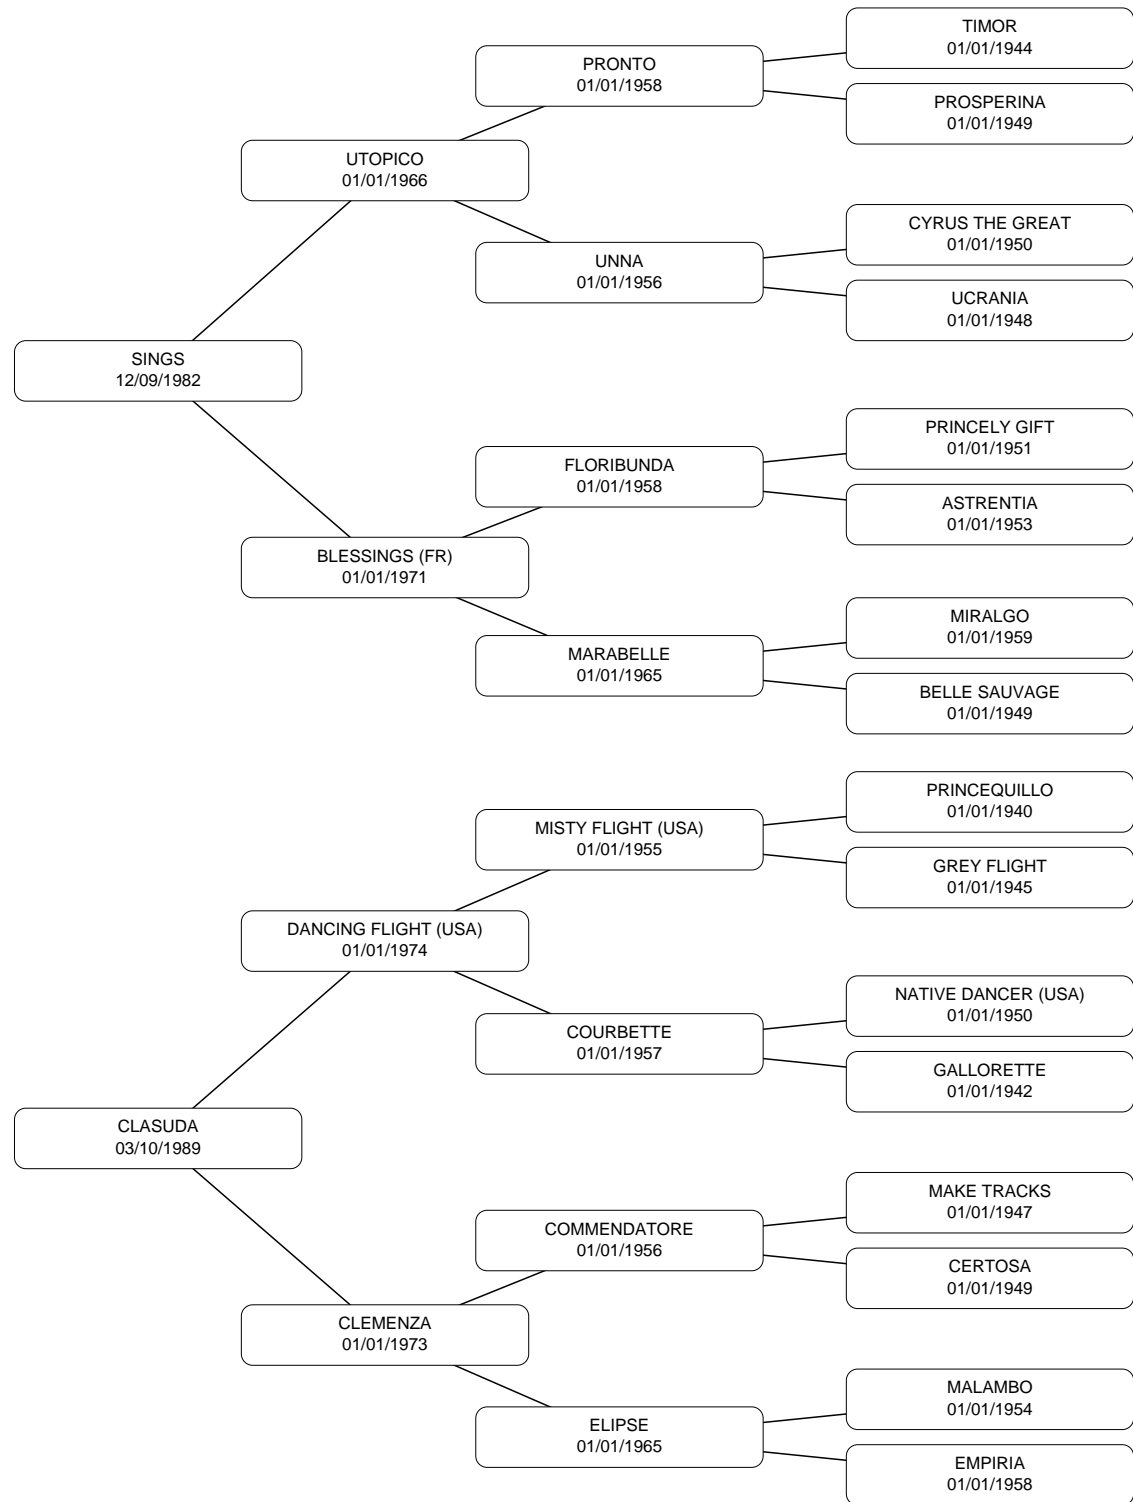 TIMOR
01/01/1944
PRONTO
01/01/1958
PROSPERINA
01/01/1949
UTOPICO
01/01/1966
CYRUS THE GREAT
01/01/1950
UNNA
01/01/1956
UCRANIA
01/01/1948
SINGS
12/09/1982
PRINCELY GIFT
01/01/1951
FLORIBUNDA
01/01/1958
ASTRENTIA
01/01/1953
BLESSINGS (FR)
01/01/1971
MIRALGO
01/01/1959
MARABELLE
01/01/1965
BELLE SAUVAGE
01/01/1949
PRINCEQUILLO
01/01/1940
MISTY FLIGHT (USA)
01/01/1955
GREY FLIGHT
01/01/1945
DANCING FLIGHT (USA)
01/01/1974
NATIVE DANCER (USA)
01/01/1950
COURBETTE
01/01/1957
GALLORETTE
01/01/1942
CLASUDA
03/10/1989
MAKE TRACKS
01/01/1947
COMMENDATORE
01/01/1956
CERTOSA
01/01/1949
CLEMENZA
01/01/1973
MALAMBO
01/01/1954
ELIPSE
01/01/1965
EMPIRIA
01/01/1958